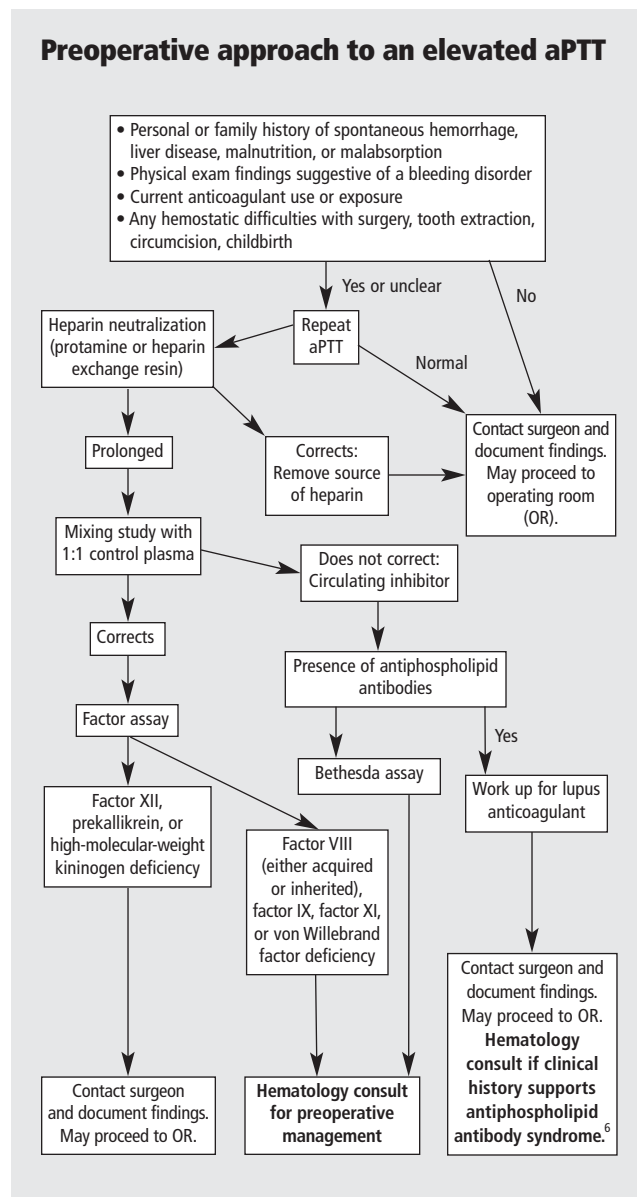 Preoperative approach to an elevated aPTT
• Personal or family history of spontaneous hemorrhage,
liver disease, malnutrition, or malabsorption
• Physical exam findings suggestive of a bleeding disorder
• Current anticoagulant use or exposure
• Any hemostatic difficulties with surgery, tooth extraction,
circumcision, childbirth
Yes or unclear
No
Heparin neutralization
(protamine or heparin
exchange resin)
Repeat
aPTT
Normal
Contact surgeon and
document findings.
May proceed to
operating room
(OR).
Prolonged
Corrects:
Remove source
of heparin
Mixing study with
1:1 control plasma
Does not correct:
Circulating inhibitor
Corrects
Presence of antiphospholipid
antibodies
Factor assay
Yes
Bethesda assay
Work up for lupus
anticoagulant
Factor XII,
prekallikrein, or
high-molecular-weight
kininogen deficiency
Factor VIII
(either acquired
or inherited),
factor IX, factor XI,
or von Willebrand
factor deficiency
Contact surgeon and
document findings.
May proceed to OR.
Hematology
consult if clinical
history supports
antiphospholipid
antibody syndrome.6
Contact surgeon
and document findings.
May proceed to OR.
Hematology consult
for preoperative
management